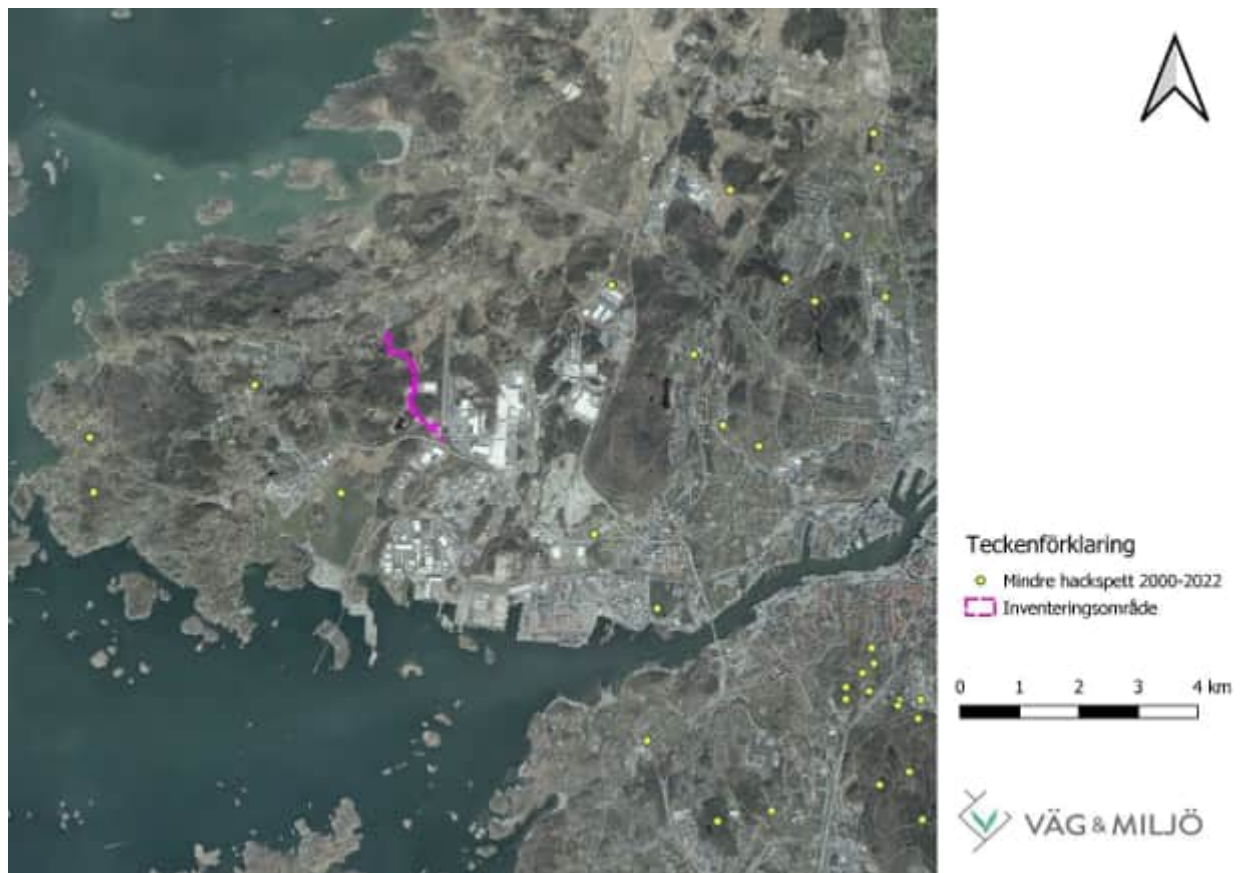 Teckenförklaring
Mindre hackspett 2000-2022
Inventeringsområde
0 1 2 3 4 km
VÄG & MILJÖ